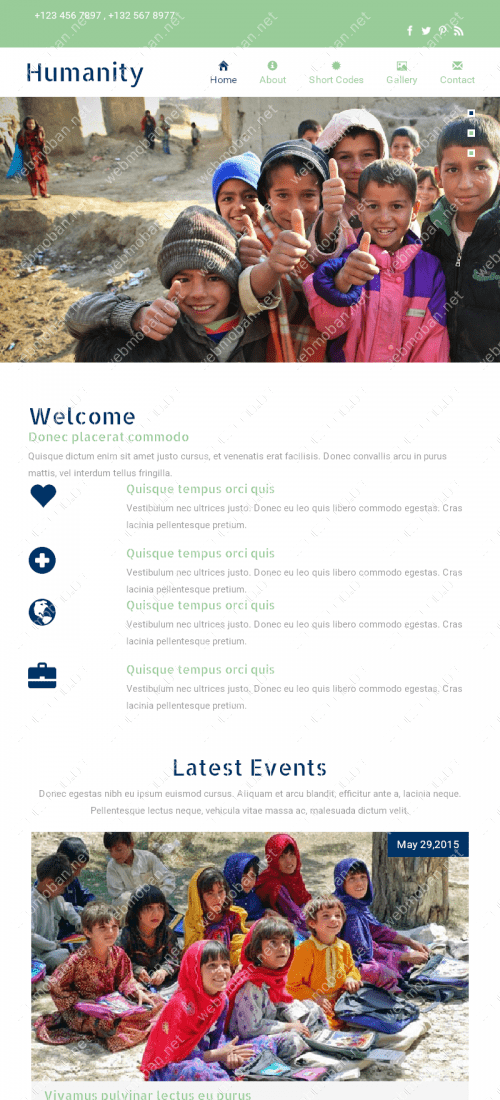 +123 456 7897 , +132 567 8977
Humanity
Home About Short Codes Gallery Contact
Welcome
Donec placerat commodo
Quisque dictum enim sit amet justo cursus, et venenatis erat facilisis. Donec convallis arcu in purus
mattis, vel interdum tellus fringilla.
Quisque tempus orci quis
Vestibulum nec ultrices justo. Donec eu leo quis libero commodo egestas. Cras
lacinia pellentesque pretium.
Quisque tempus orci quis
Vestibulum nec ultrices justo. Donec eu leo quis libero commodo egestas. Cras
lacinia pellentesque pretium.
Quisque tempus orci quis
Vestibulum nec ultrices justo. Donec eu leo quis libero commodo egestas. Cras
lacinia pellentesque pretium.
Quisque tempus orci quis
Vestibulum nec ultrices justo. Donec eu leo quis libero commodo egestas. Cras
lacinia pellentesque pretium.
Latest Events
Donec egestas nibh eu ipsum euismod cursus. Aliquam et arcu blandit, efficitur ante a, lacinia neque.
Pellentesque lectus neque, vehicula vitae massa ac, malesuada dictum velit.
May 29,2015
Vivamus pulvinar lectus eu purus
webmoban.net